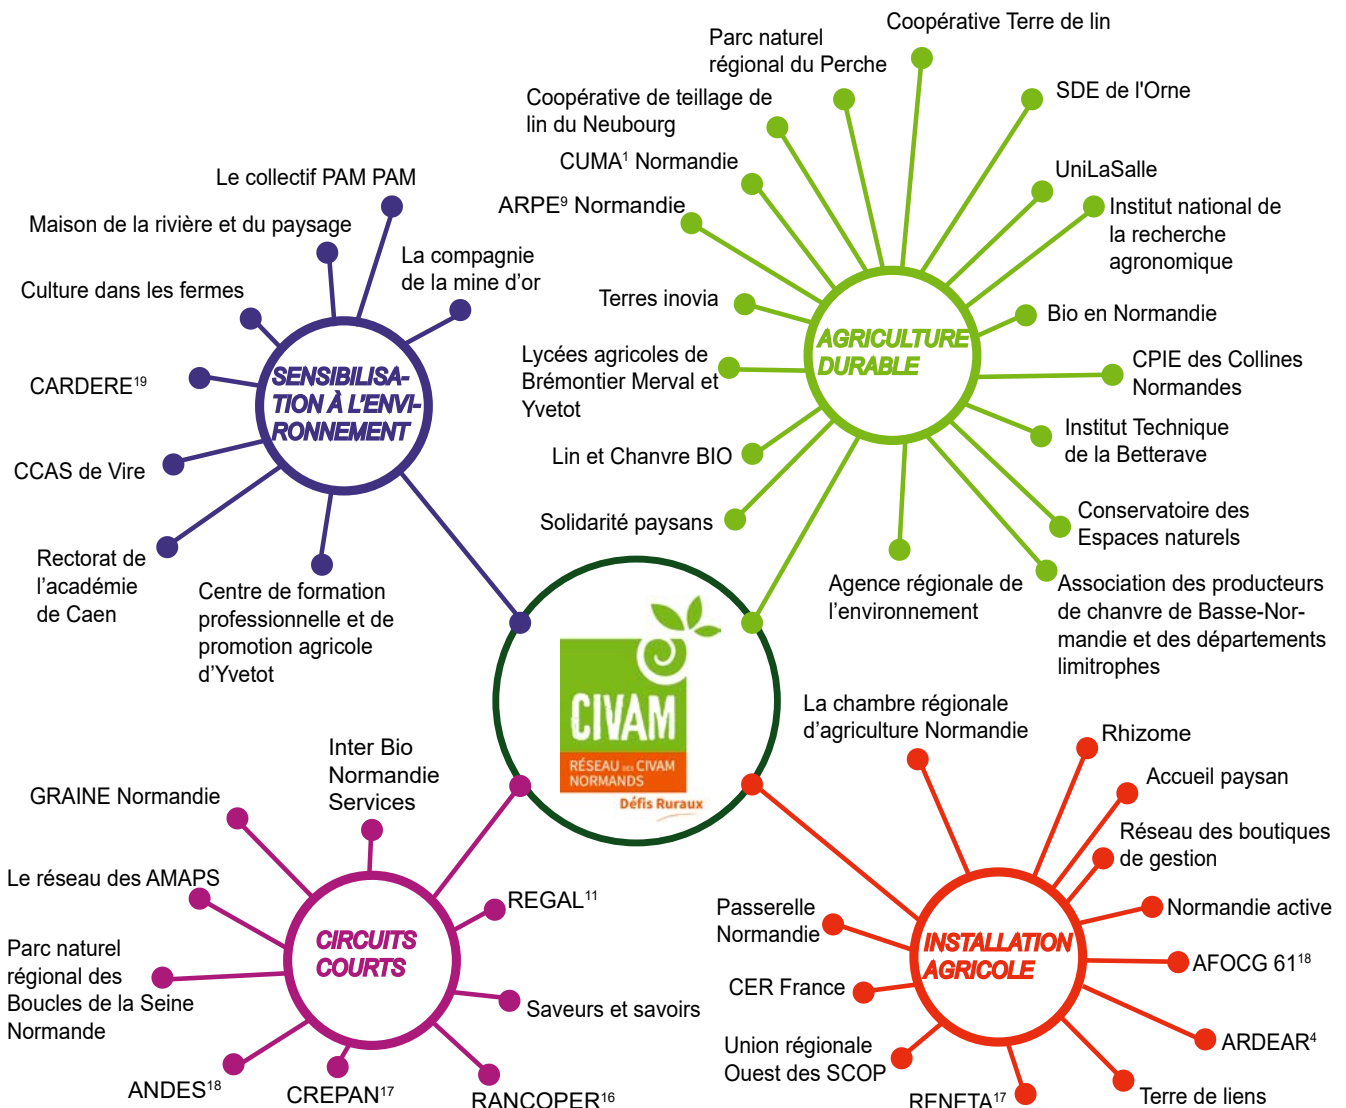 Coopérative Terre de lin
Parc naturel
régional du Perche
SDE de l'Orne
Coopérative de teillage de
lin du Neubourg
CUMA¹ Normandie
UniLaSalle
ARPE⁹ Normandie
Institut national de
la recherche
agronomique
Terres inovia
Bio en Normandie
AGRICULTURE
DURABLE
Lycées agricoles de
Brémontier Merval et
Yvetot
CPIE des Collines
Normandes
Lin et Chanvre BIO
Institut Technique
de la Betterave
Solidarité paysans
Conservatoire des
Espaces naturels
Agence régionale de
l’environnement
Association des producteurs
de chanvre de Basse-Nor-
mandie et des départements
limitrophes
Le collectif PAM PAM
Maison de la rivière et du paysage
La compagnie
de la mine d’or
Culture dans les fermes
CARDERE¹⁹
SENSIBILISA-
TION À L’ENVI-
RONNEMENT
CCAS de Vire
Rectorat de
l’académie
de Caen
Centre de formation
professionnelle et de
promotion agricole
d’Yvetot
CIVAM
RÉSEAU DES CIVAM
NORMANDS
Défis Ruraux
Inter Bio
Normandie
Services
GRAINE Normandie
Le réseau des AMAPS
REGAL¹¹
Parc naturel
régional des
Boucles de la Seine
Normande
CIRCUITS
COURTS
Saveurs et savoirs
ANDES¹⁸
CREPAN¹⁷
RANCOPER¹⁶
La chambre régionale
d’agriculture Normandie
Rhizome
Accueil paysan
Réseau des boutiques
de gestion
Passerelle
Normandie
Normandie active
INSTALLATION
AGRICOLE
AFOCG 61¹⁸
CER France
ARDEAR⁴
Union régionale
Ouest des SCOP
RENETA¹⁷
Terre de liens